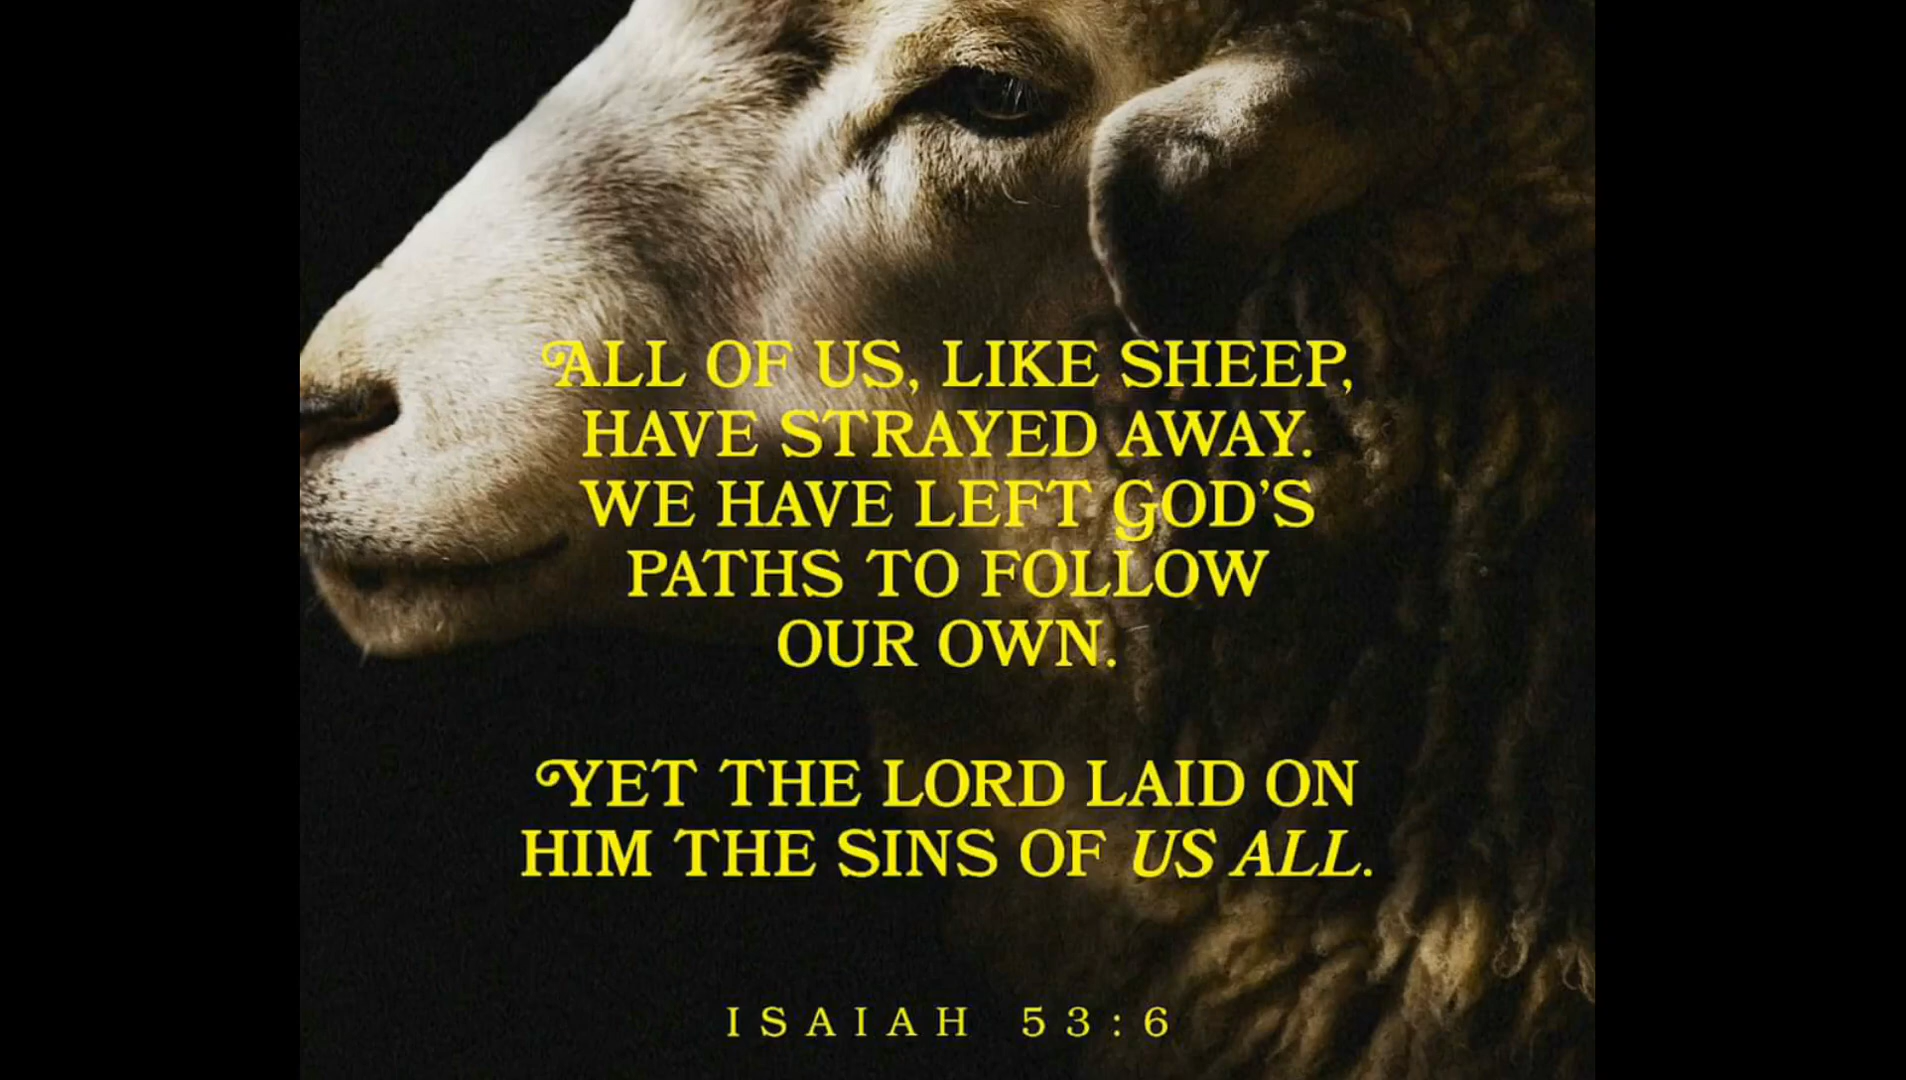 ALL OF US, LIKE SHEEP,
HAVE STRAYED AWAY.
WE HAVE LEFT GOD'S
PATHS TO FOLLOW
OUR OWN.
YET THE LORD LAID ON
HIM THE SINS OF US ALL.
ISAIAH 53:6